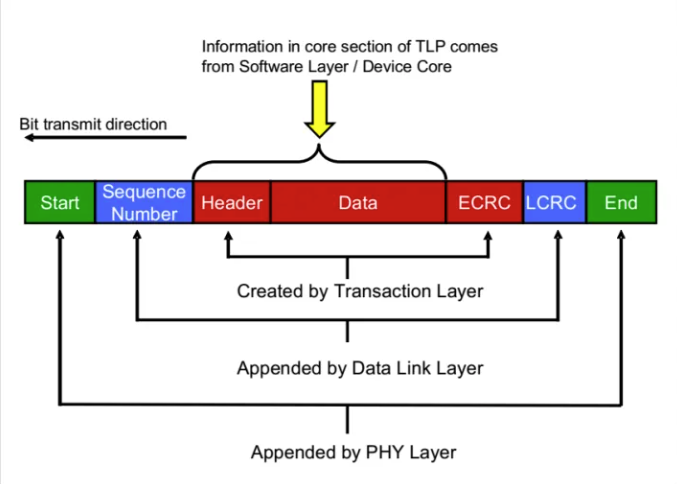 Information in core section of TLP comes
from Software Layer / Device Core
Bit transmit direction
Start
Sequence
Number
Header
Data
ECRC
LCRC
End
Created by Transaction Layer
Appended by Data Link Layer
Appended by PHY Layer